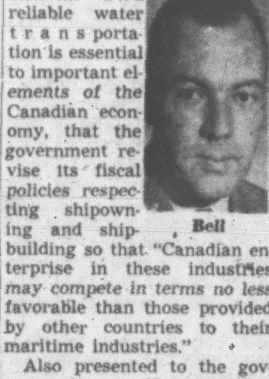 reliable water
transporta-
tion is essential
to important el-
ements of the
Canadian econ-
omy, that the
government re-
vise its fiscal
policies respec-
ting shipown-
ing and ship-
Bell
building so that "Canadian en
terprise in these industries
may compete in terms no less
favorable than those provided
by other countries to their
maritime industries."
Also presented to the gov